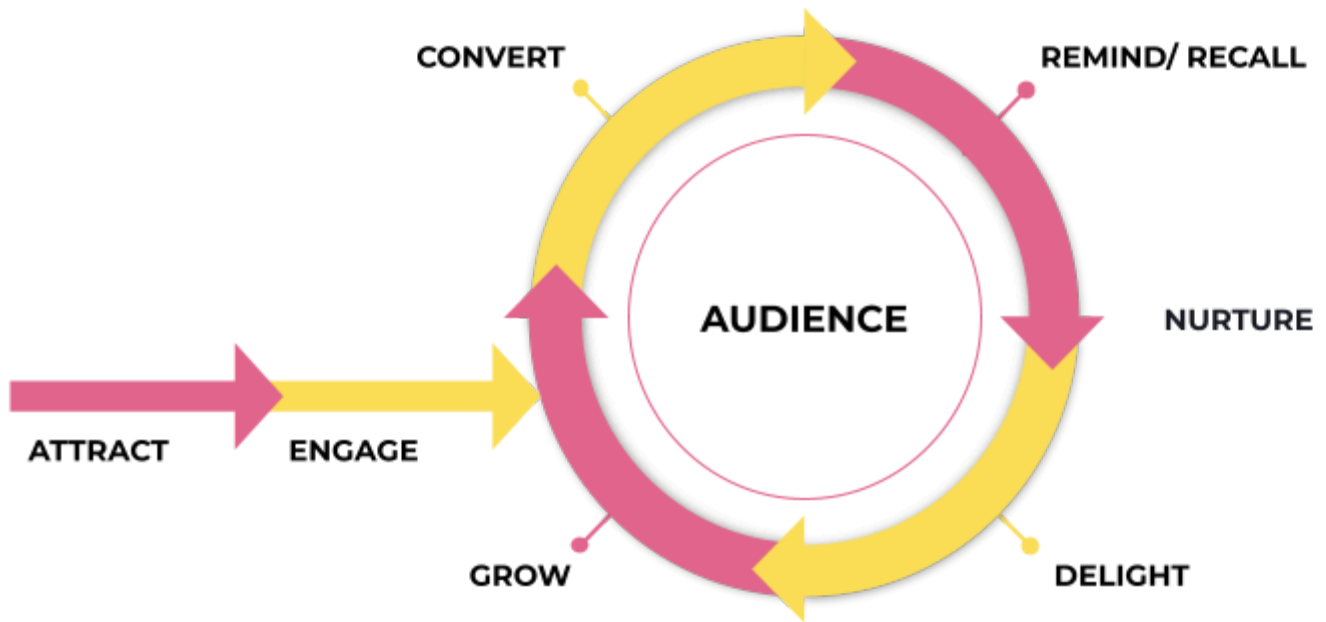 CONVERT
REMIND/ RECALL
AUDIENCE
NURTURE
ATTRACT
ENGAGE
GROW
DELIGHT